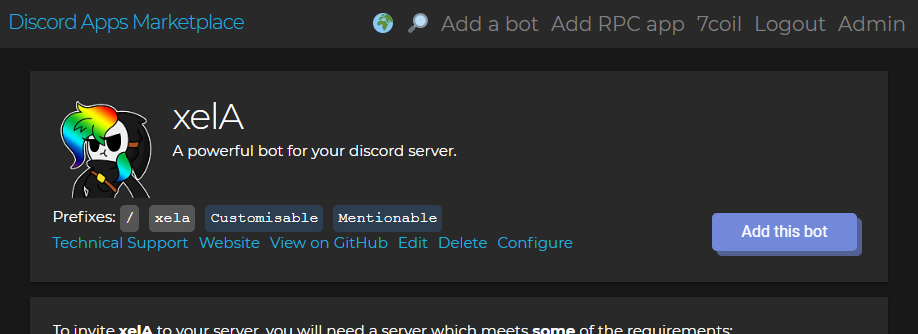 Discord Apps Marketplace Add a bot Add RPC app 7coil Logout Admin
xelA
A powerful bot for your discord server.
Prefixes: / xela Customisable Mentionable
Technical Support Website View on GitHub Edit Delete Configure
Add this bot
To invite xelA to your server, you will need a server which meets some of the requirements: